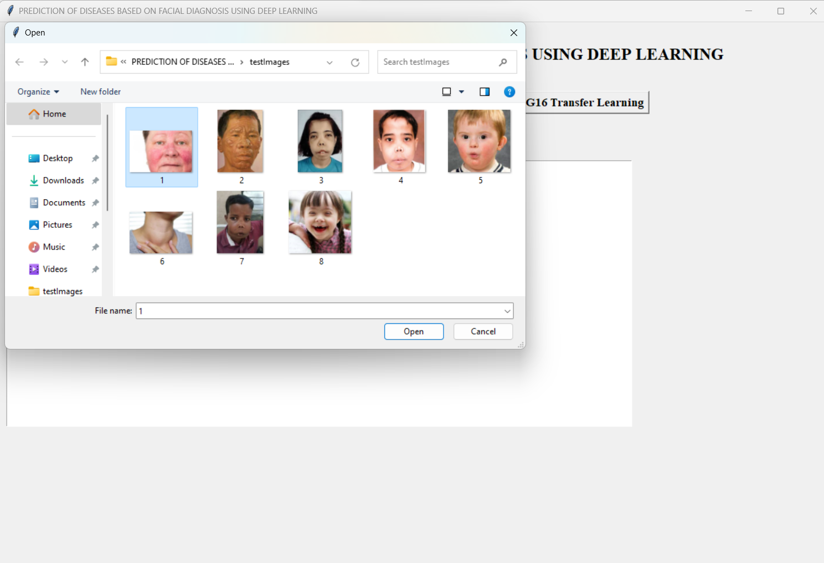 PREDICTION OF DISEASES BASED ON FACIAL DIAGNOSIS USING DEEP LEARNING
Open
PREDICTION OF DISEASES ... testImages
Search testImages
S USING DEEP LEARNING
Organize New folder
G16 Transfer Learning
Home
Desktop
Downloads
Documents
Pictures
Music
Videos
testImages
1 2 3 4 5
6 7 8
File name: 1
Open Cancel